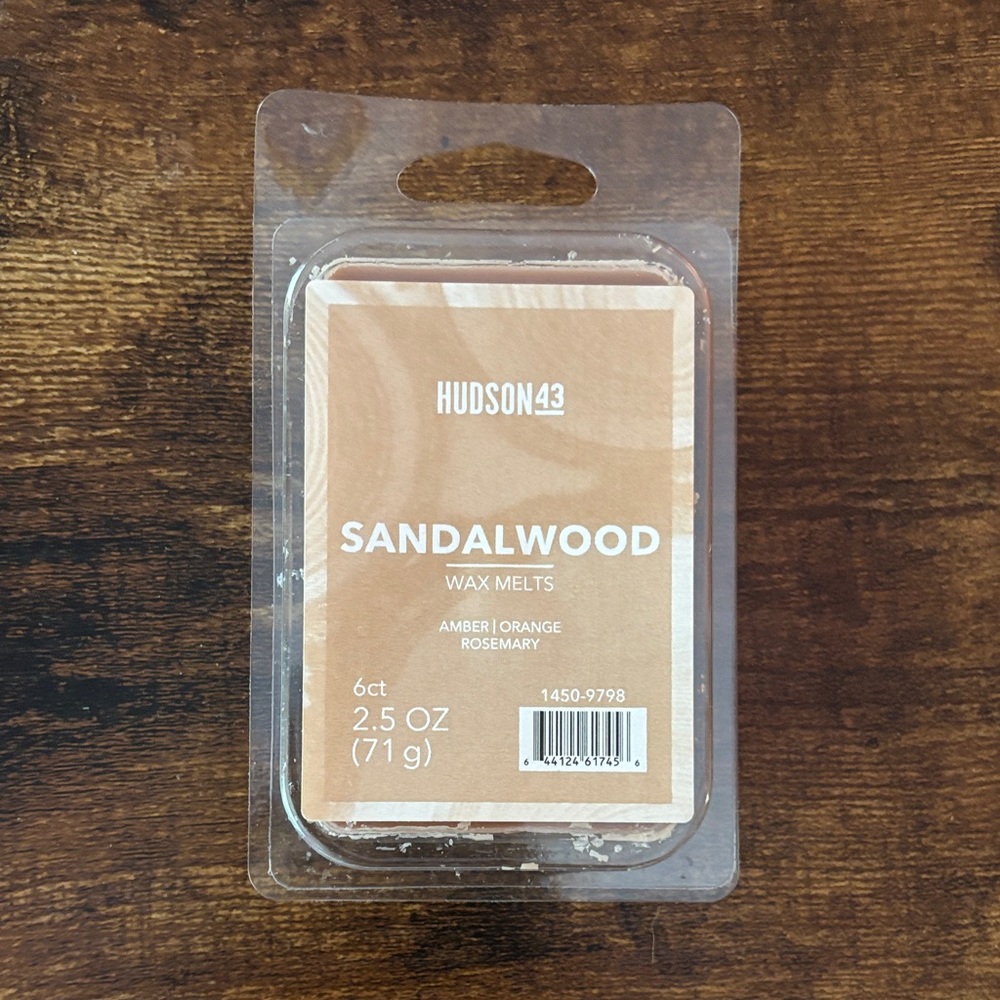 HUDSON43
SANDALWOOD
WAX MELTS
AMBER | ORANGE
ROSEMARY
6ct
2.5 OZ
(71 g)
1450-9798
6 44124 61745 6